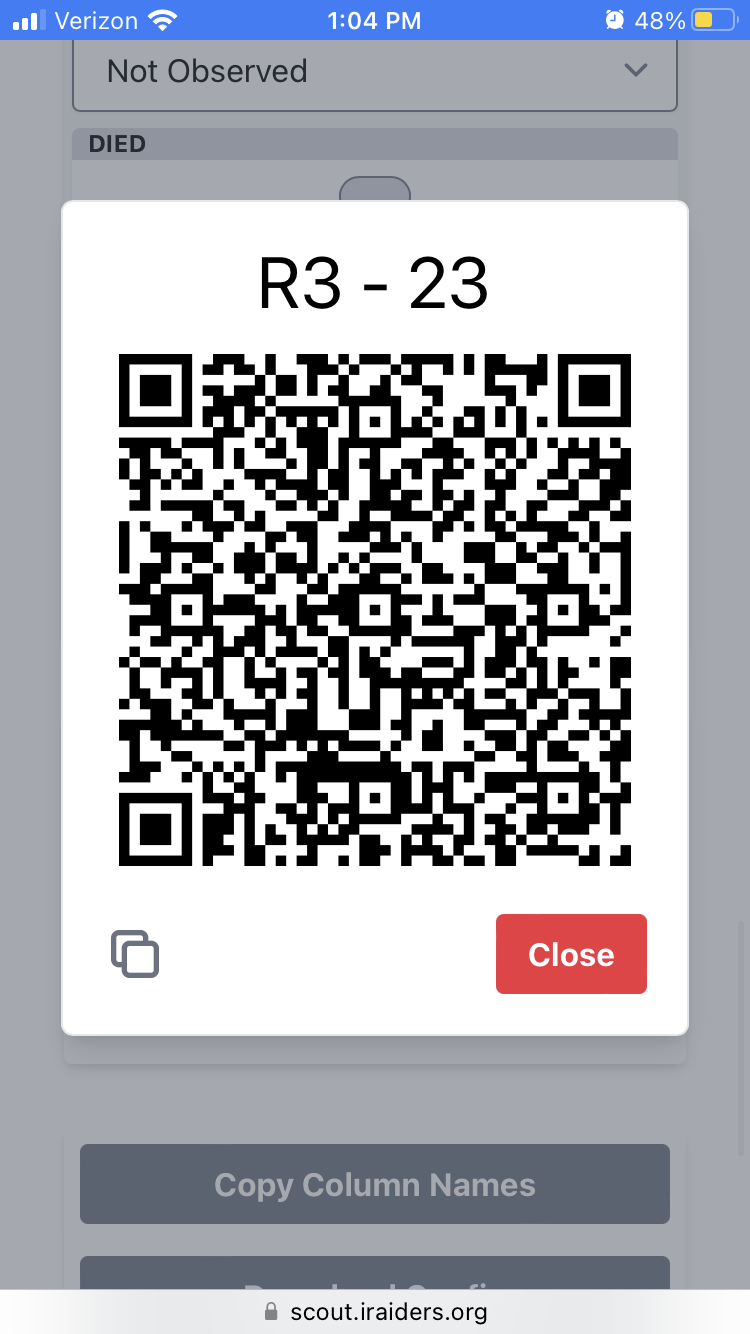 Verizon 1:04 PM 48%
Not Observed
DIED
R3 - 23
Close
Copy Column Names
scout.iraiders.org